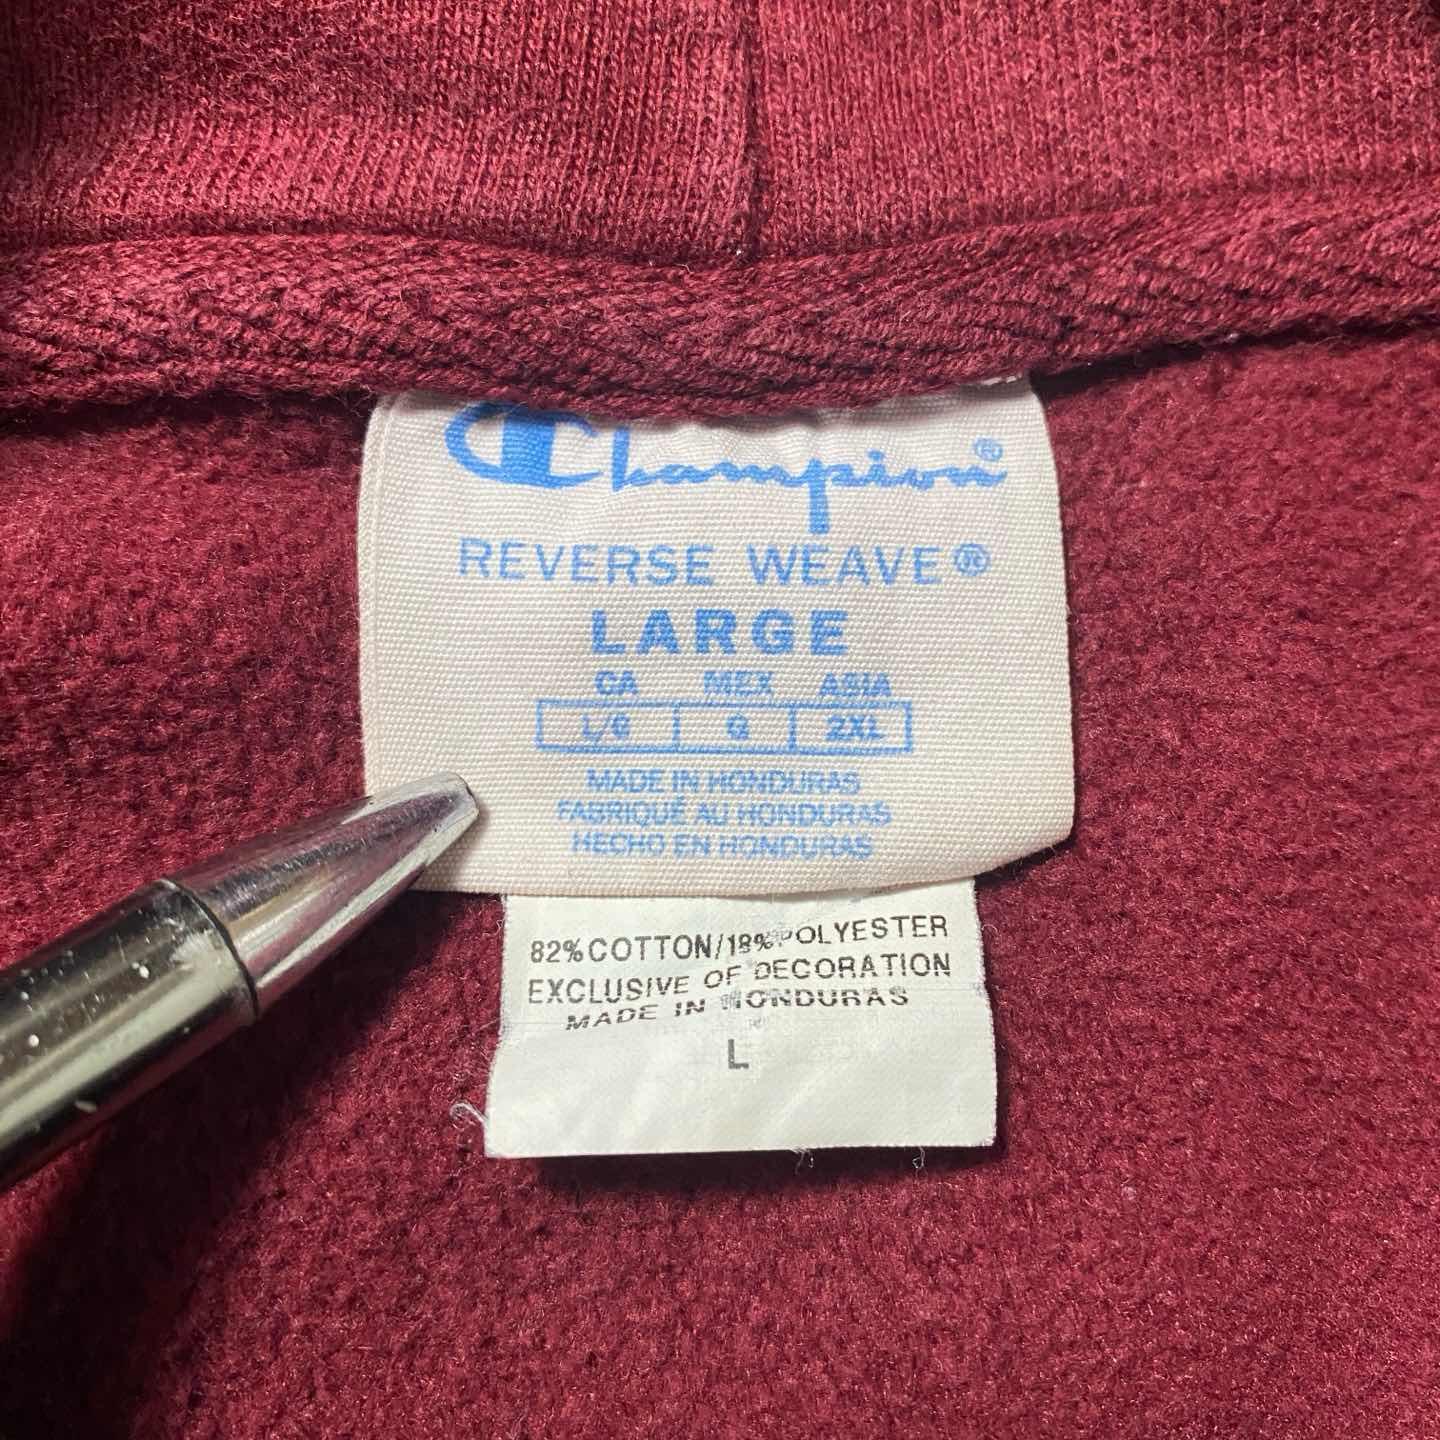 Champion®
REVERSE WEAVE®
LARGE
CA MEX ASIA
L/G G 2XL
MADE IN HONDURAS
FABRIQUÉ AU HONDURAS
HECHO EN HONDURAS
82%COTTON/18%POLYESTER
EXCLUSIVE OF DECORATION
MADE IN HONDURAS
L